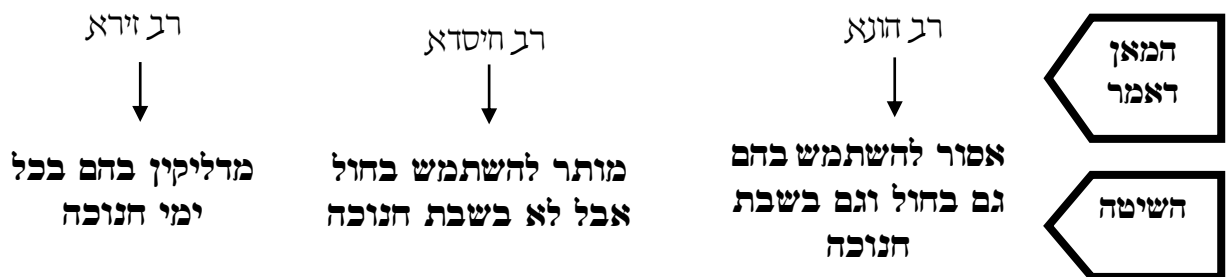 המאן
דאמר
רב הונא
רב חיסדא
רב זירא
השיטה
אסור להשתמש בהם
גם בחול וגם בשבת
חנוכה
מותר להשתמש בחול
אבל לא בשבת חנוכה
מדליקין בהם בכל
ימי חנוכה